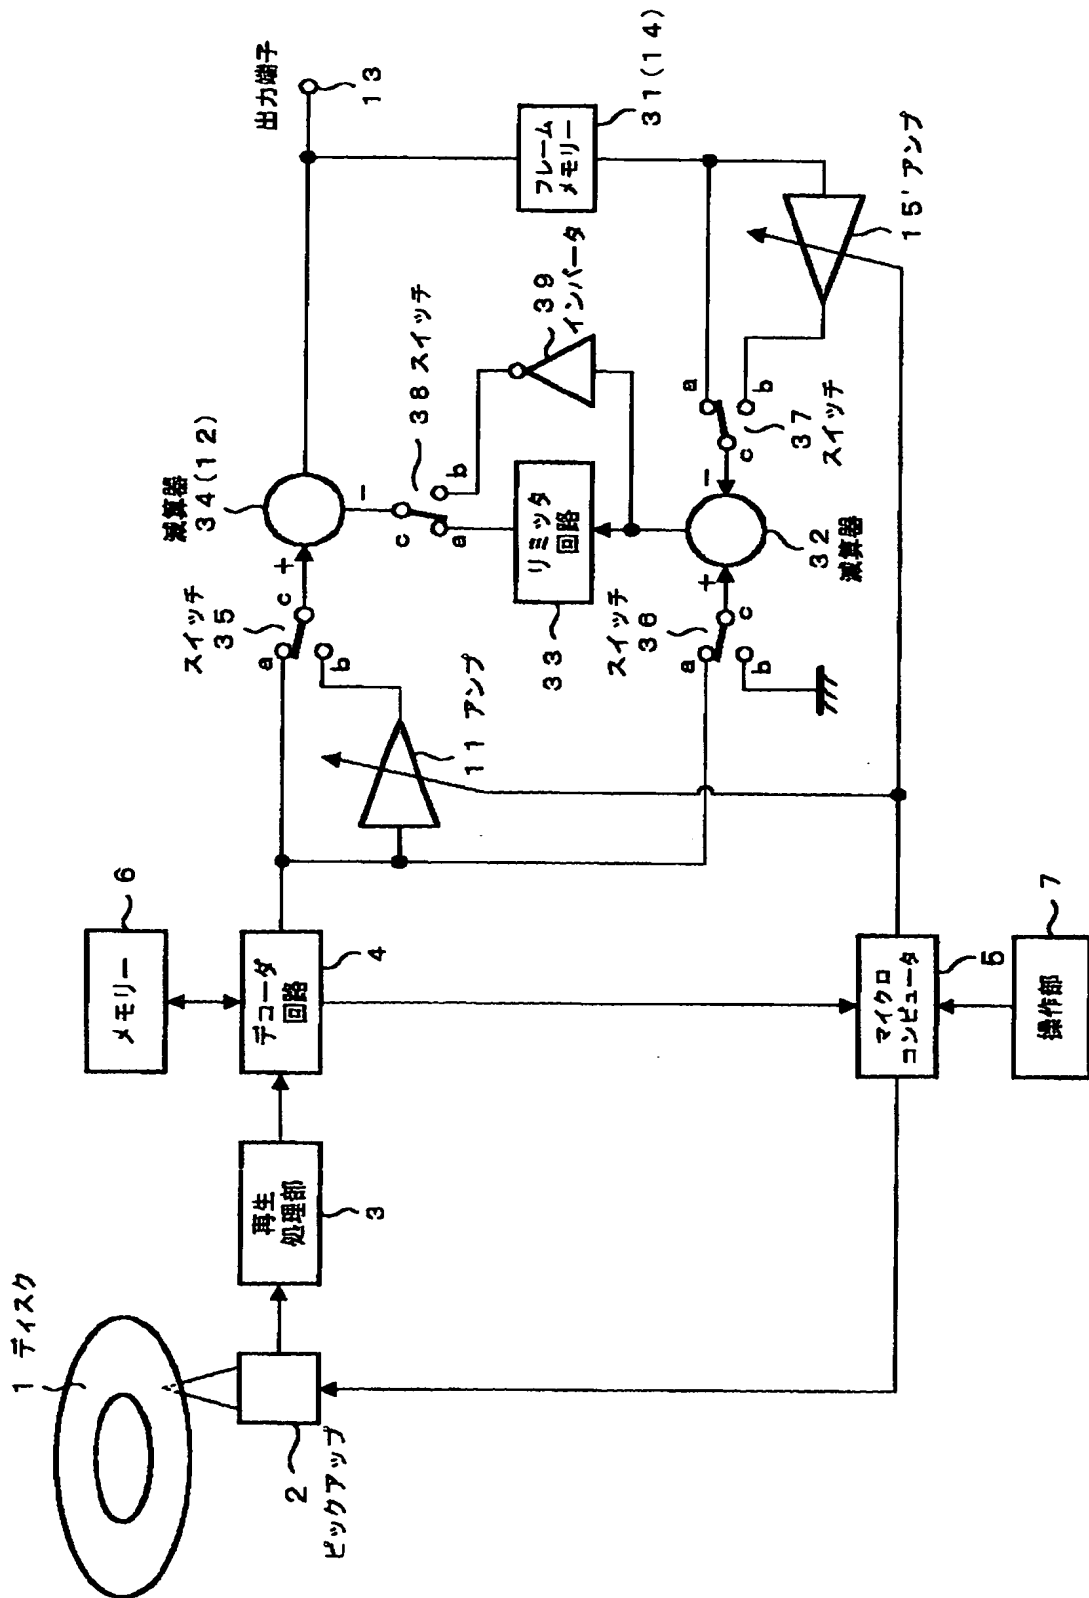 1 ディスク
2
ピックアップ
再生
処理部
3
メモリー
6
デコーダ
回路
4
マイクロ
コンピュータ
5
操作部
7
11 アンプ
スイッチ
35
a
b
c
+
減算器
34(12)
-
出力端子
13
c
a
b
38 スイッチ
39
インバータ
リミッタ
回路
33
フレーム
メモリー
31(14)
スイッチ
36
a
b
c
+
32
減算器
-
a
b
c
37
スイッチ
15' アンプ